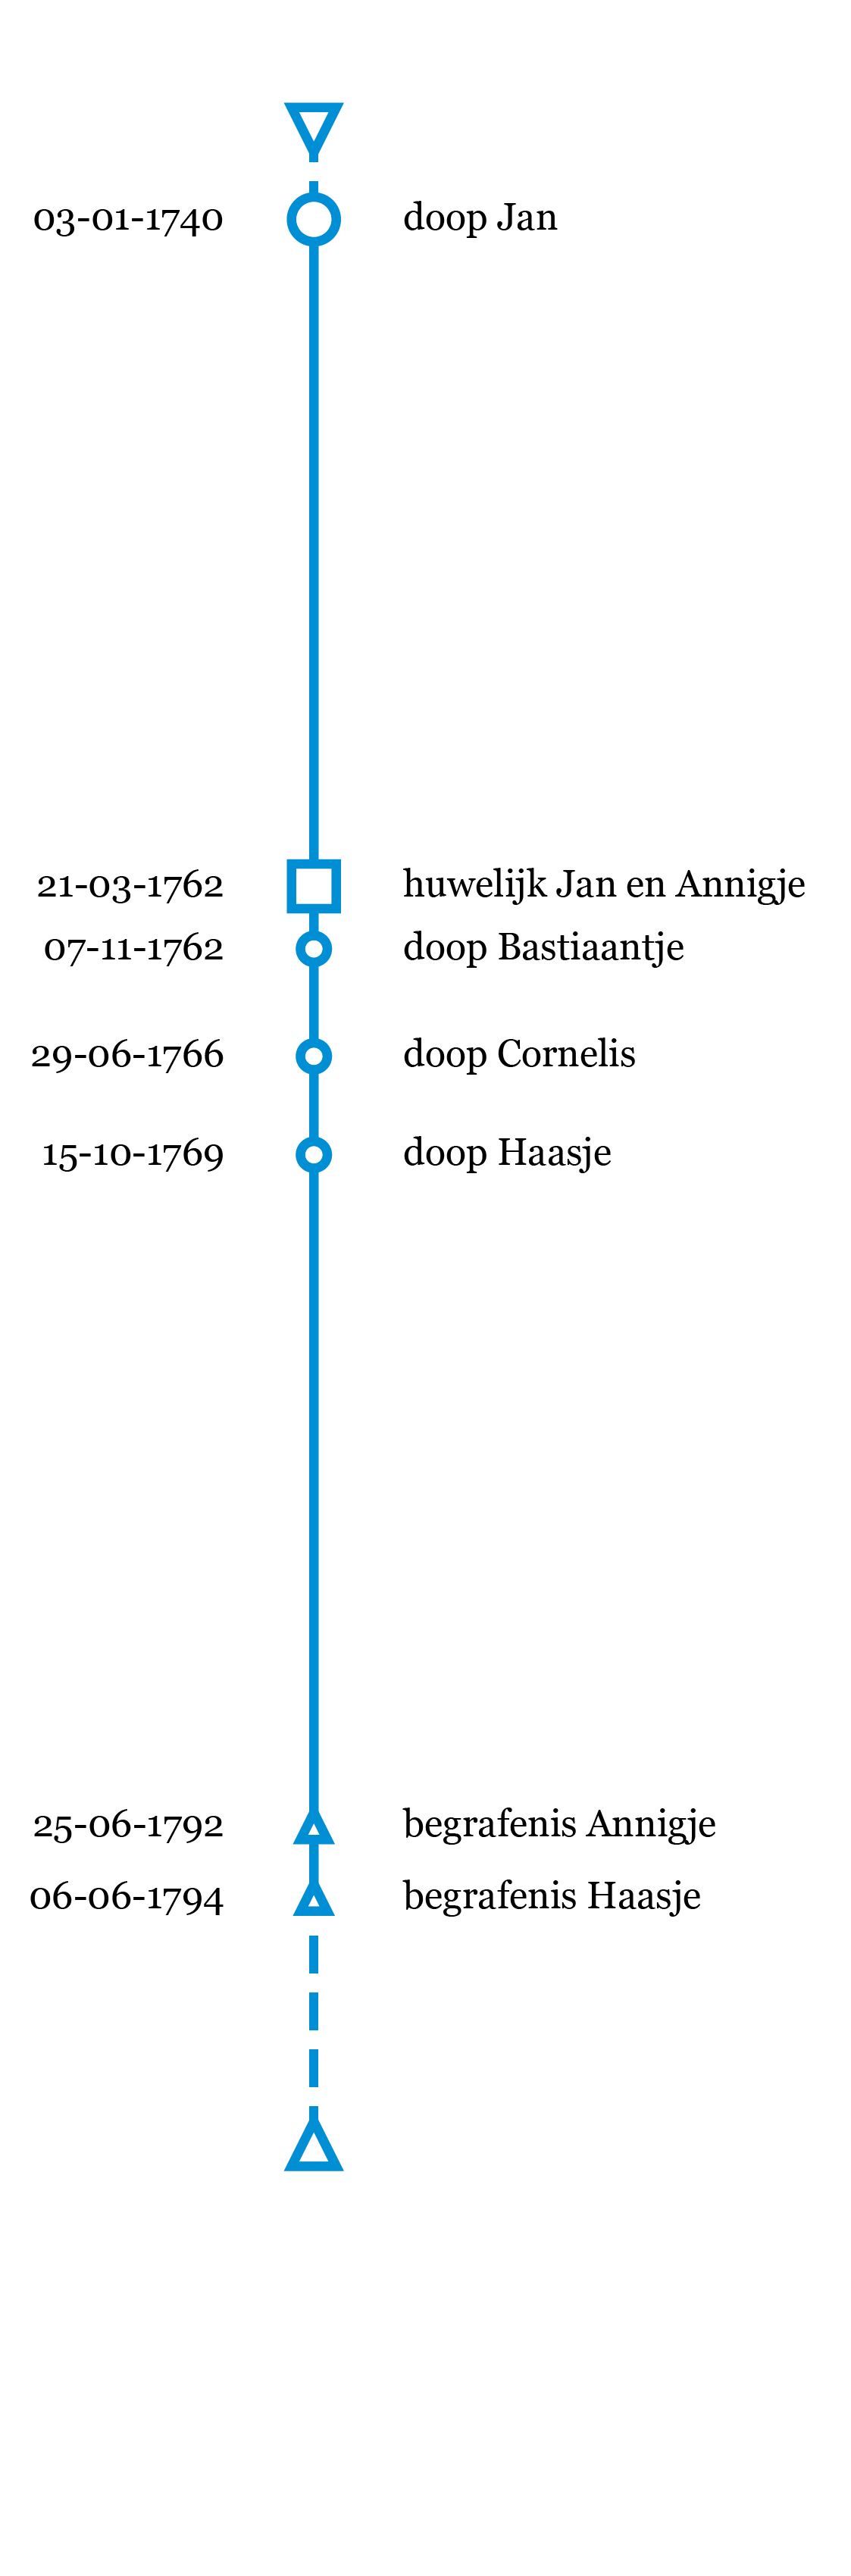 03-01-1740 doop Jan
21-03-1762 huwelijk Jan en Annigje
07-11-1762 doop Bastiaantje
29-06-1766 doop Cornelis
15-10-1769 doop Haasje
25-06-1792 begrafenis Annigje
06-06-1794 begrafenis Haasje